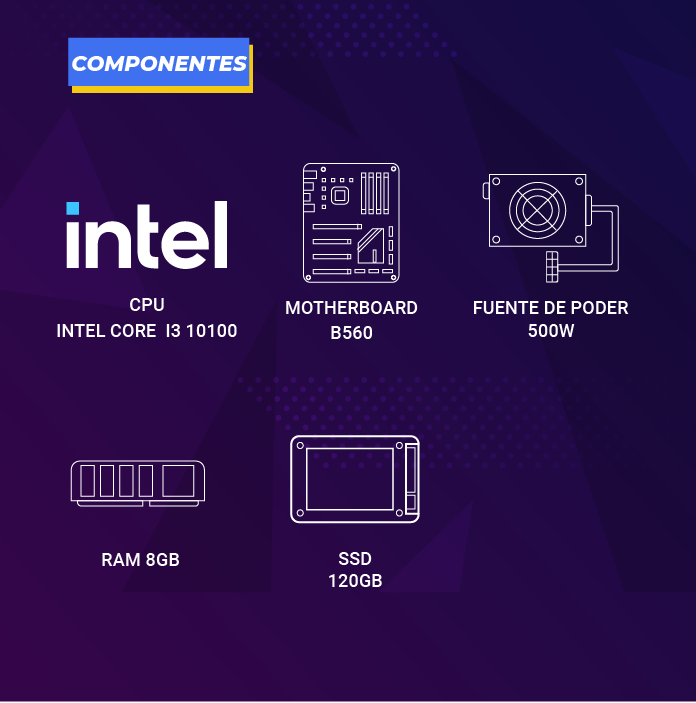 COMPONENTES
intel
CPU
INTEL CORE I3 10100
MOTHERBOARD
B560
FUENTE DE PODER
500W
RAM 8GB
SSD
120GB